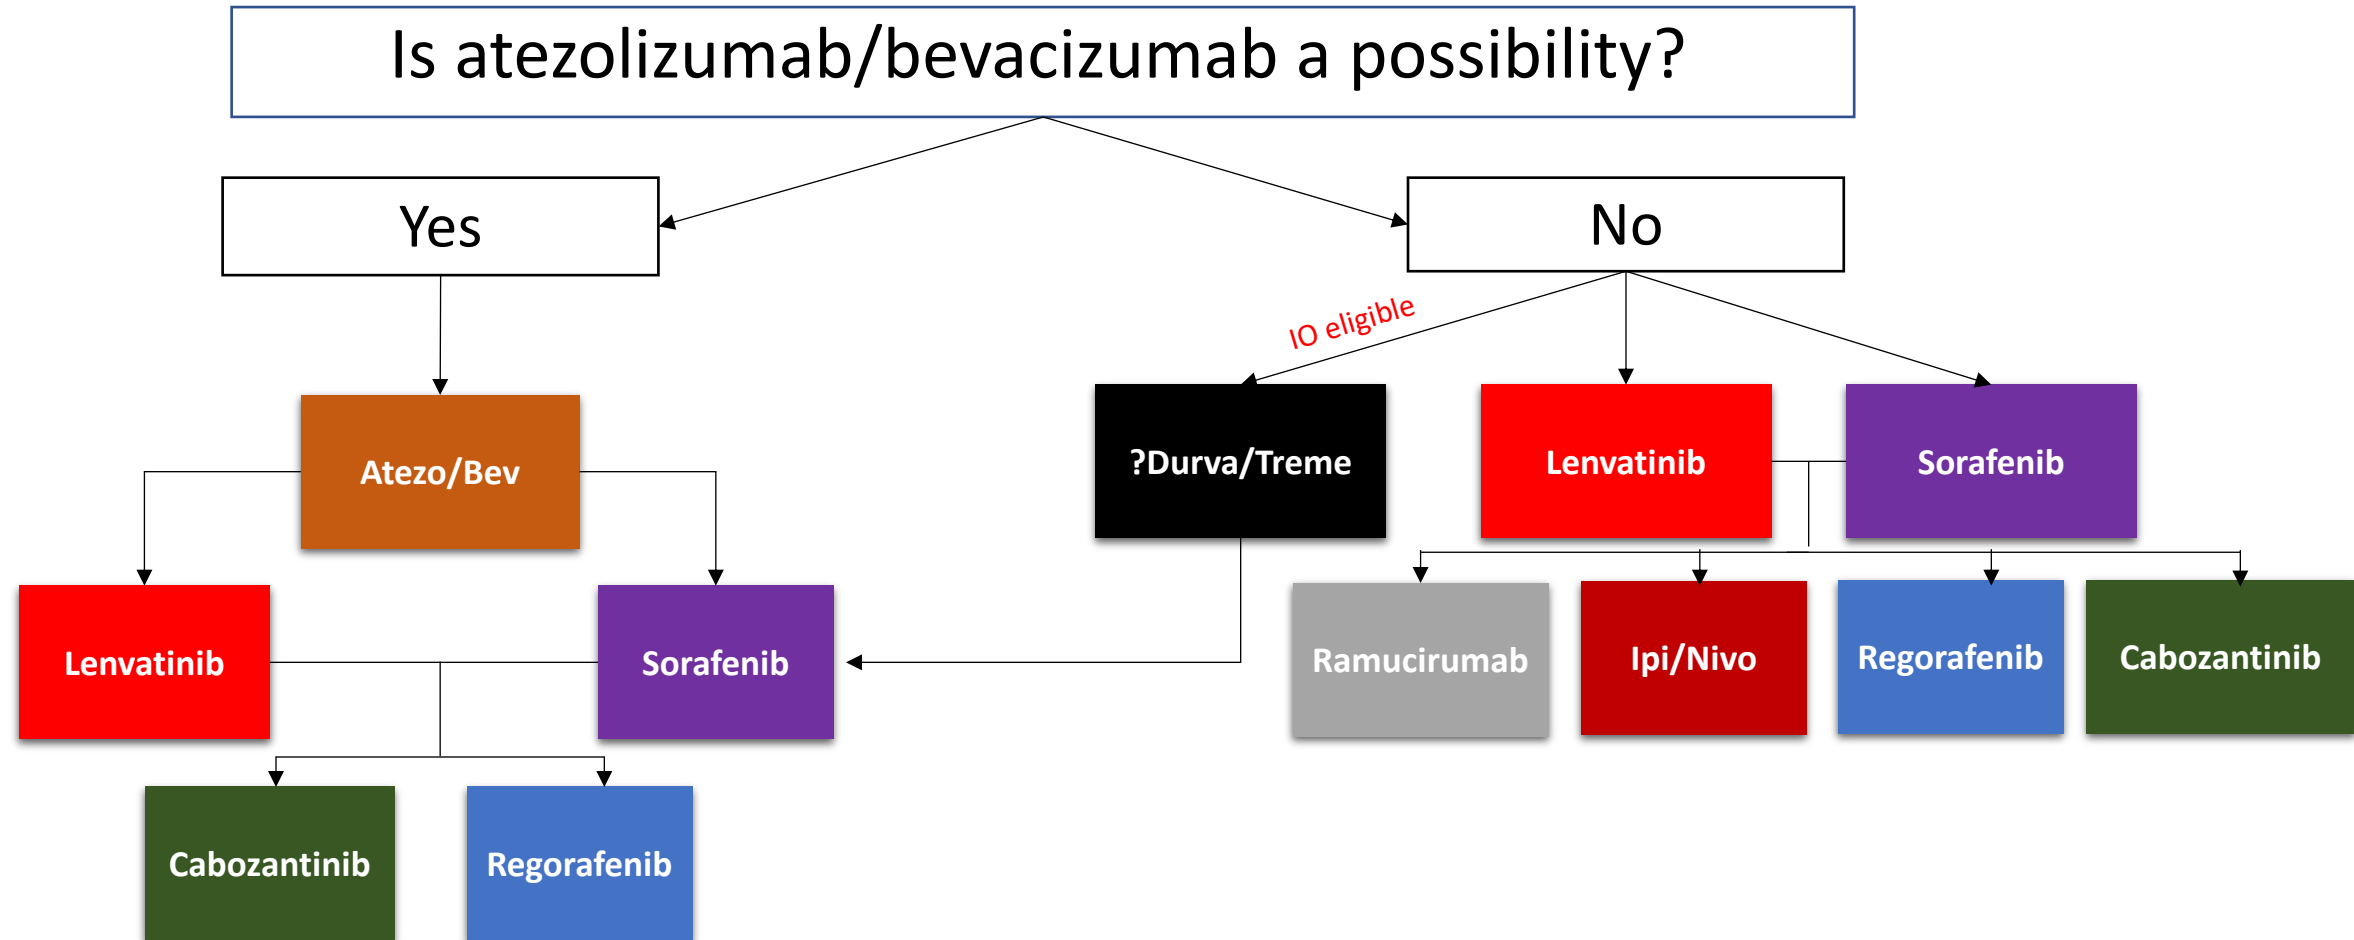 Is atezolizumab/bevacizumab a possibility?
Yes
No
IO eligible
Atezo/Bev
?Durva/Treme
Lenvatinib
Sorafenib
Lenvatinib
Sorafenib
Ramucirumab
Ipi/Nivo
Regorafenib
Cabozantinib
Cabozantinib
Regorafenib